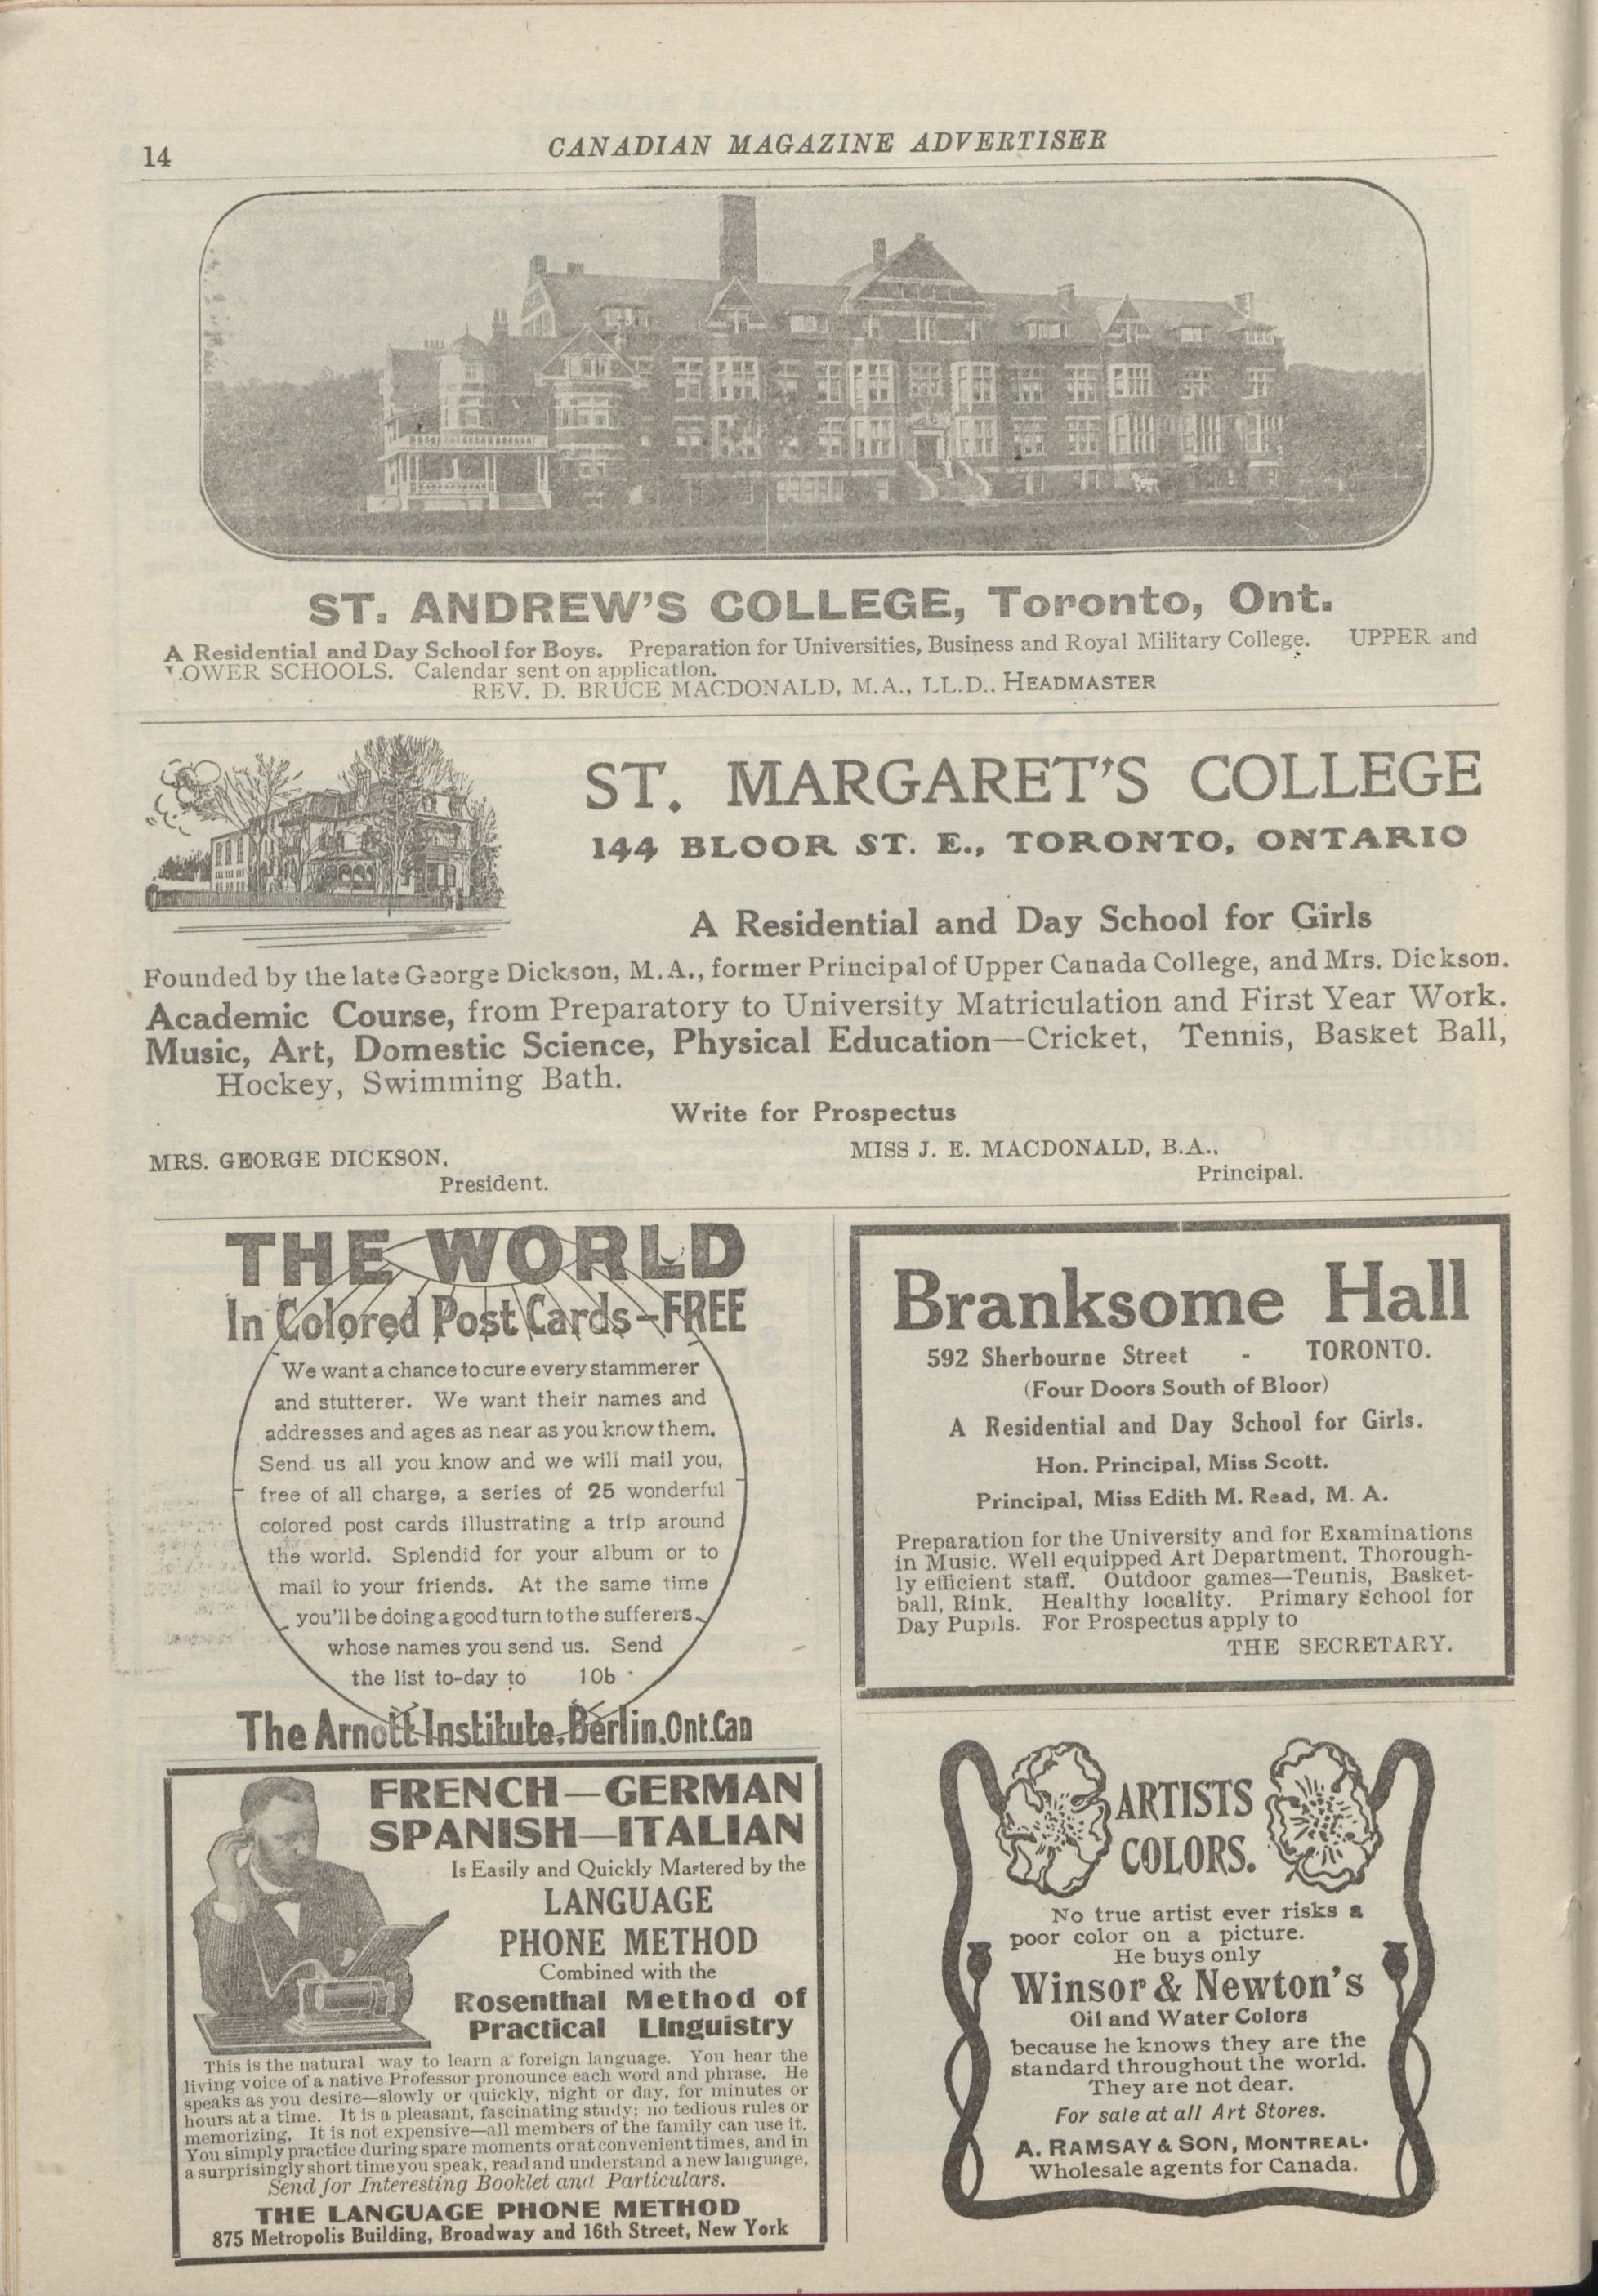 14
CANADIAN MAGAZINE ADVERTISER
ST. ANDREW'S COLLEGE, Toronto, Ont.
A Residential and Day School for Boys. Preparation for Universities, Business and Royal Military College. UPPER and
LOWER SCHOOLS. Calendar sent on application.
REV. D. BRUCE MACDONALD, M.A., LL.D., HEADMASTER
ST. MARGARET'S COLLEGE
144 BLOOR ST. E., TORONTO, ONTARIO
A Residential and Day School for Girls
Founded by the late George Dickson, M.A., former Principal of Upper Canada College, and Mrs. Dickson.
Academic Course, from Preparatory to University Matriculation and First Year Work.
Music, Art, Domestic Science, Physical Education—Cricket, Tennis, Basket Ball,
Hockey, Swimming Bath.
Write for Prospectus
MRS. GEORGE DICKSON,
President.
MISS J. E. MACDONALD, B.A.,
Principal.
THE WORLD
In Colored Post Cards—FREE
We want a chance to cure every stammerer
and stutterer. We want their names and
addresses and ages as near as you know them.
Send us all you know and we will mail you,
free of all charge, a series of 25 wonderful
colored post cards illustrating a trip around
the world. Splendid for your album or to
mail to your friends. At the same time
you'll be doing a good turn to the sufferers
whose names you send us. Send
the list to-day to 10b
The Arnott Institute, Berlin, Ont. Can
FRENCH—GERMAN
SPANISH—ITALIAN
Is Easily and Quickly Mastered by the
LANGUAGE
PHONE METHOD
Combined with the
Rosenthal Method of
Practical Linguistry
This is the natural way to learn a foreign language. You hear the
living voice of a native Professor pronounce each word and phrase. He
speaks as you desire—slowly or quickly, night or day, for minutes or
hours at a time. It is a pleasant, fascinating study; no tedious rules or
memorizing. It is not expensive—all members of the family can use it.
You simply practice during spare moments or at convenient times, and in
a surprisingly short time you speak, read and understand a new language,
Send for Interesting Booklet and Particulars.
THE LANGUAGE PHONE METHOD
875 Metropolis Building, Broadway and 16th Street, New York
Branksome Hall
592 Sherbourne Street - TORONTO.
(Four Doors South of Bloor)
A Residential and Day School for Girls.
Hon. Principal, Miss Scott.
Principal, Miss Edith M. Read, M. A.
Preparation for the University and for Examinations
in Music. Well equipped Art Department. Thorough-
ly efficient staff. Outdoor games—Tennis, Basket-
ball, Rink. Healthy locality. Primary School for
Day Pupils. For Prospectus apply to
THE SECRETARY.
ARTISTS
COLORS.
No true artist ever risks a
poor color on a picture.
He buys only
Winsor & Newton's
Oil and Water Colors
because he knows they are the
standard throughout the world.
They are not dear.
For sale at all Art Stores.
A. RAMSAY & SON, MONTREAL.
Wholesale agents for Canada.